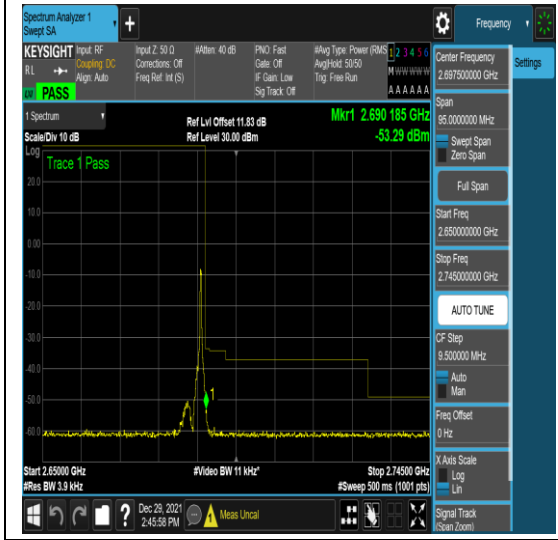 Spectrum Analyzer 1
Swept SA
Frequency
KEYSIGHT
Input: RF
Input Z: 50 Ω
#Atten: 40 dB
PNO: Fast
#Avg Type: Power (RMS
1 2 3 4 5 6
RL
Coupling: DC
Corrections: Off
Gate: Off
Avg|Hold: 50/50
M W W W W W
Align: Auto
Freq Ref: Int (S)
IF Gain: Low
Trig: Free Run
Sig Track: Off
A A A A A A
PASS
1 Spectrum
Ref Lvl Offset 11.83 dB
Mkr1 2.690 185 GHz
Scale/Div 10 dB
Ref Level 30.00 dBm
-53.29 dBm
Log
Trace 1 Pass
20.0
10.0
0.00
-10.0
-20.0
-30.0
-40.0
-50.0
-60.0
1
Start 2.65000 GHz
#Video BW 11 kHz*
Stop 2.74500 GHz
#Res BW 3.9 kHz
#Sweep 500 ms (1001 pts)
?
Dec 29, 2021
2:45:58 PM
Meas Uncal
Center Frequency
2.697500000 GHz
Settings
Span
95.0000000 MHz
Swept Span
Zero Span
Full Span
Start Freq
2.650000000 GHz
Stop Freq
2.745000000 GHz
AUTO TUNE
CF Step
9.500000 MHz
Auto
Man
Freq Offset
0 Hz
X Axis Scale
Log
Lin
Signal Track
(Span Zoom)